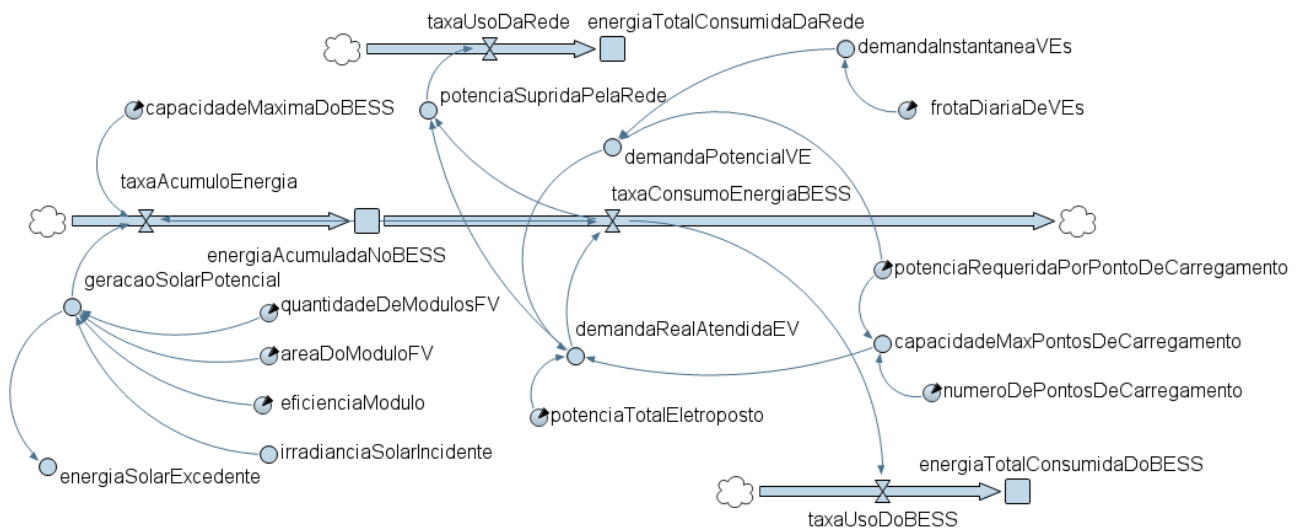 taxaUsoDaRede
energiaTotalConsumidaDaRede
demandaInstantaneaVEs
capacidadeMaximaDoBESS
potenciaSupridaPelaRede
frotaDiariaDeVEs
demandaPotencialVE
taxaAcumuloEnergia
taxaConsumoEnergiaBESS
energiaAcumuladaNoBESS
geracaoSolarPotencial
potenciaRequeridaPorPontoDeCarregamento
quantidadeDeModulosFV
demandaRealAtendidaEV
capacidadeMaxPontosDeCarregamento
areaDoModuloFV
numeroDePontosDeCarregamento
eficienciaModulo
potenciaTotalEletroposto
irradianciaSolarIncidente
energiaTotalConsumidaDoBESS
energiaSolarExcedente
taxaUsoDoBESS